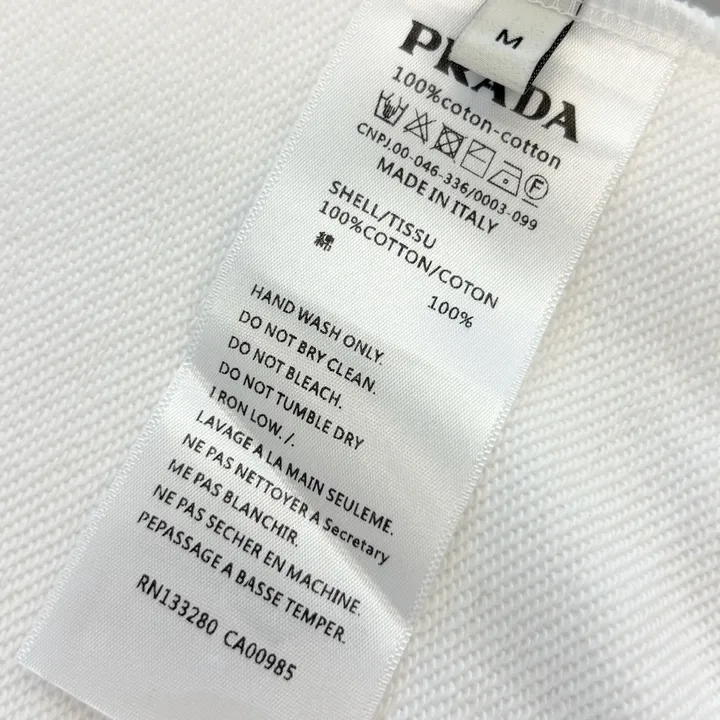 M
PRADA
100%coton-cotton
F
CNPJ.00-046-336/0003-099
MADE IN ITALY
SHELL/TISSU
100%COTTON/COTON
綿:
100%
HAND WASH ONLY.
DO NOT BRY CLEAN.
DO NOT BLEACH.
DO NOT TUMBLE DRY
I RON LOW. /.
LAVAGE A LA MAIN SEULEME.
NE PAS NETTOYER A Secretary
ME PAS BLANCHIR.
NE PAS SECHER EN MACHINE.
PEPASSAGE A BASSE TEMPER.
RN133280 CA00985